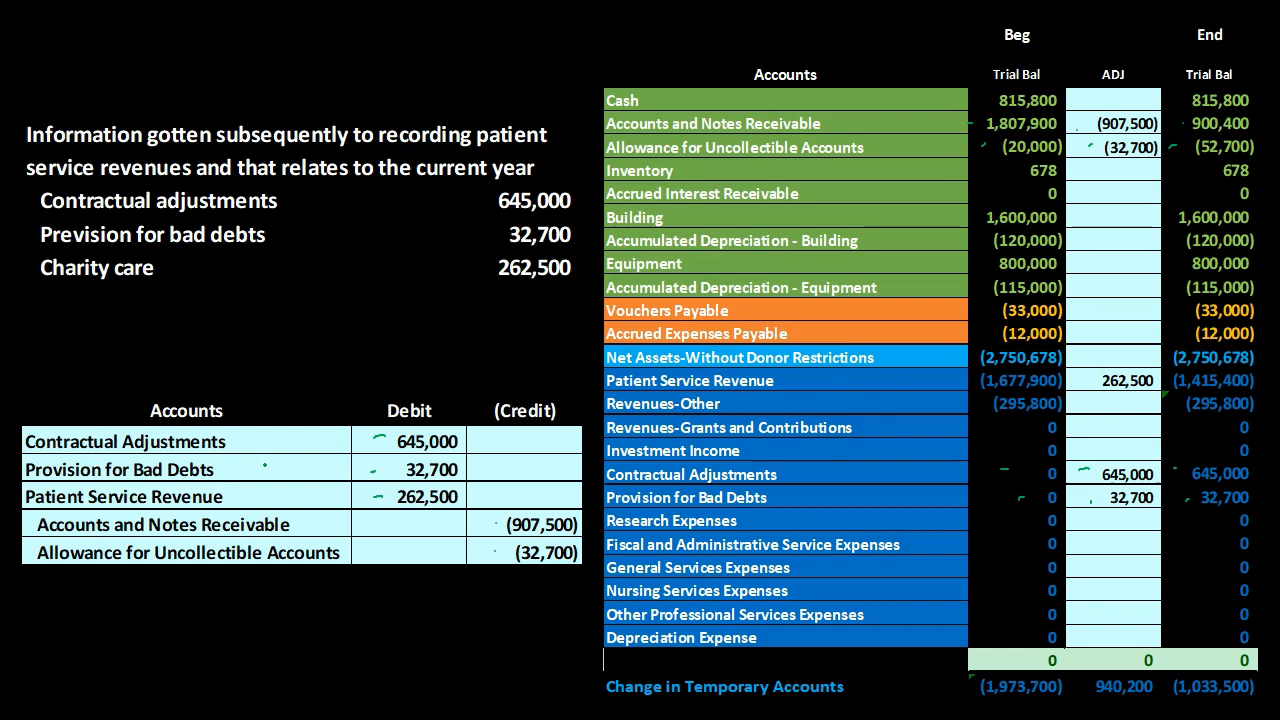 Information gotten subsequently to recording patient
service revenues and that relates to the current year
Contractual adjustments 645,000
Prevision for bad debts 32,700
Charity care 262,500
Accounts Debit (Credit)
Contractual Adjustments 645,000
Provision for Bad Debts 32,700
Patient Service Revenue 262,500
Accounts and Notes Receivable (907,500)
Allowance for Uncollectible Accounts (32,700)
Beg End
Accounts Trial Bal ADJ Trial Bal
Cash 815,800 815,800
Accounts and Notes Receivable 1,807,900 (907,500) 900,400
Allowance for Uncollectible Accounts (20,000) (32,700) (52,700)
Inventory 678 678
Accrued Interest Receivable 0 0
Building 1,600,000 1,600,000
Accumulated Depreciation - Building (120,000) (120,000)
Equipment 800,000 800,000
Accumulated Depreciation - Equipment (115,000) (115,000)
Vouchers Payable (33,000) (33,000)
Accrued Expenses Payable (12,000) (12,000)
Net Assets-Without Donor Restrictions (2,750,678) (2,750,678)
Patient Service Revenue (1,677,900) 262,500 (1,415,400)
Revenues-Other (295,800) (295,800)
Revenues-Grants and Contributions 0 0
Investment Income 0 0
Contractual Adjustments 0 645,000 645,000
Provision for Bad Debts 0 32,700 32,700
Research Expenses 0 0
Fiscal and Administrative Service Expenses 0 0
General Services Expenses 0 0
Nursing Services Expenses 0 0
Other Professional Services Expenses 0 0
Depreciation Expense 0 0
0 0 0
Change in Temporary Accounts (1,973,700) 940,200 (1,033,500)